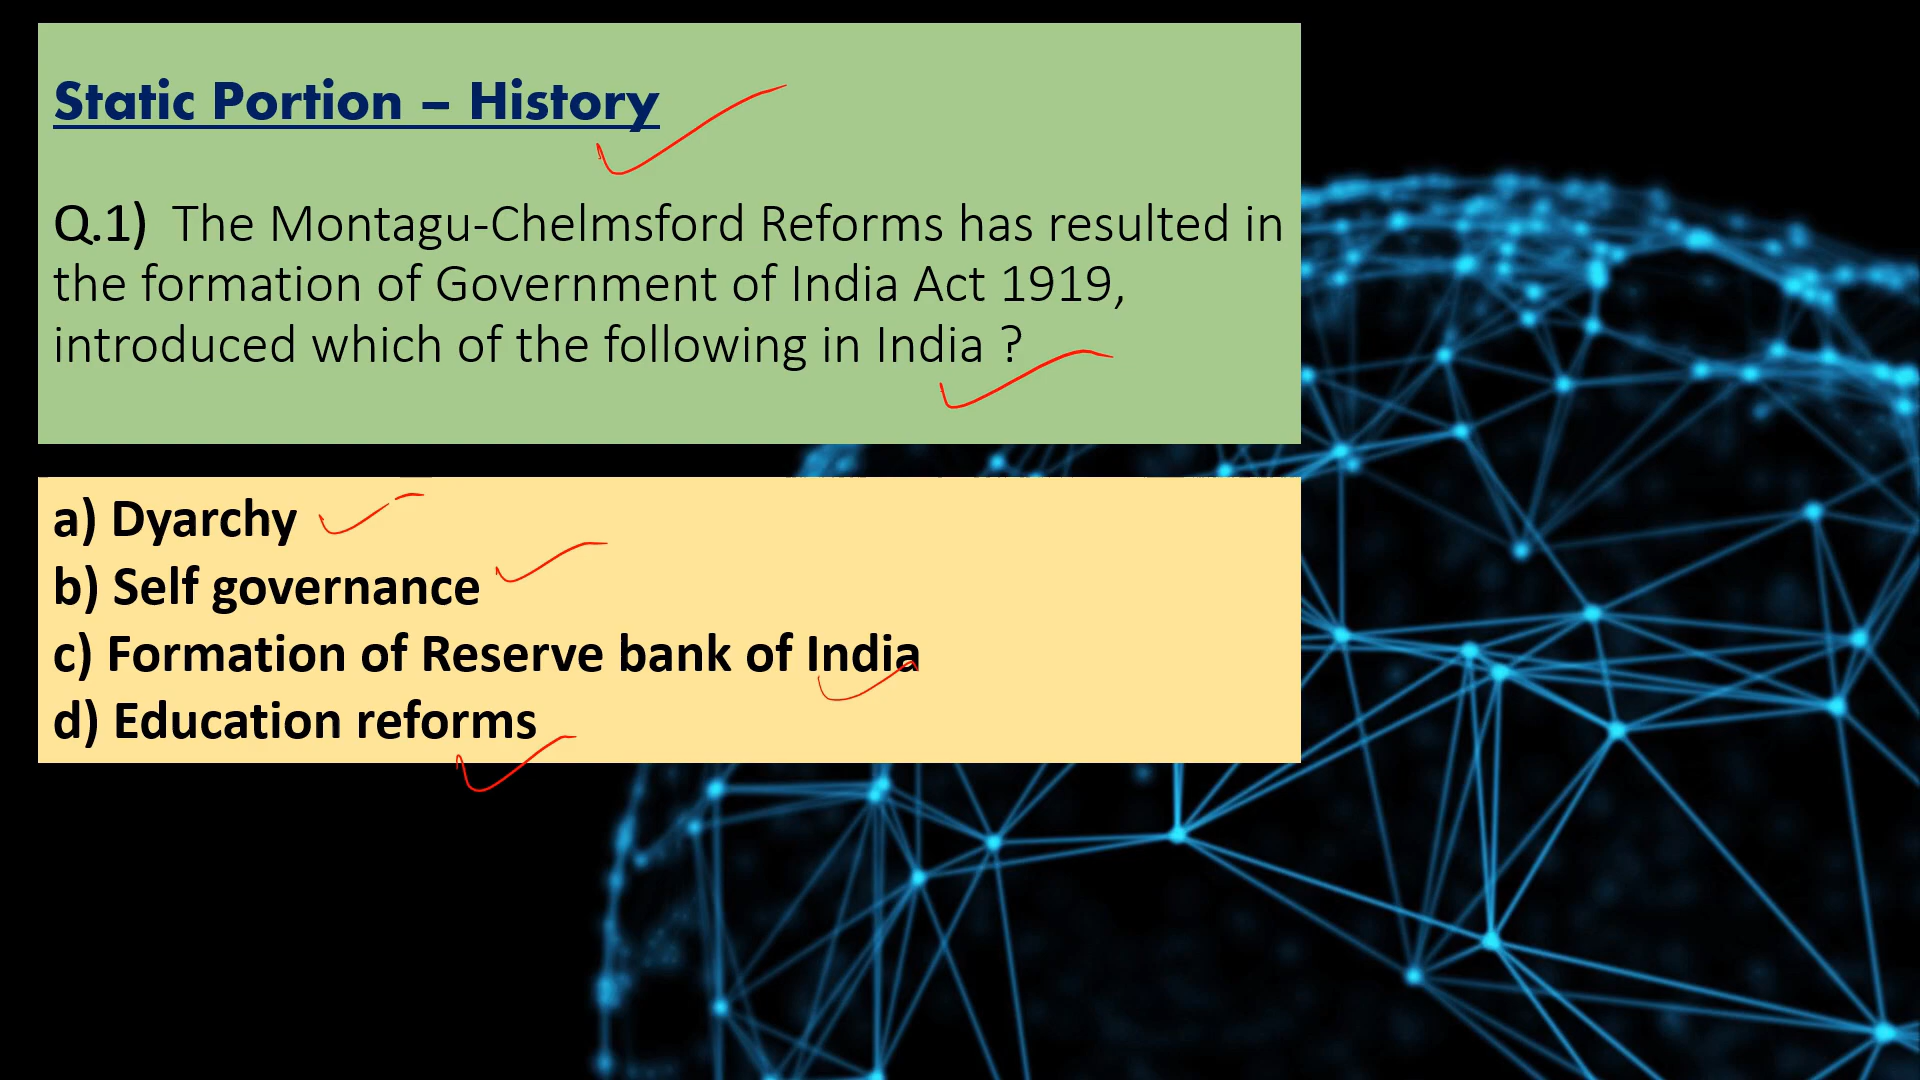 Static Portion – History
Q.1) The Montagu-Chelmsford Reforms has resulted in
the formation of Government of India Act 1919,
introduced which of the following in India ?
a) Dyarchy
b) Self governance
c) Formation of Reserve bank of India
d) Education reforms